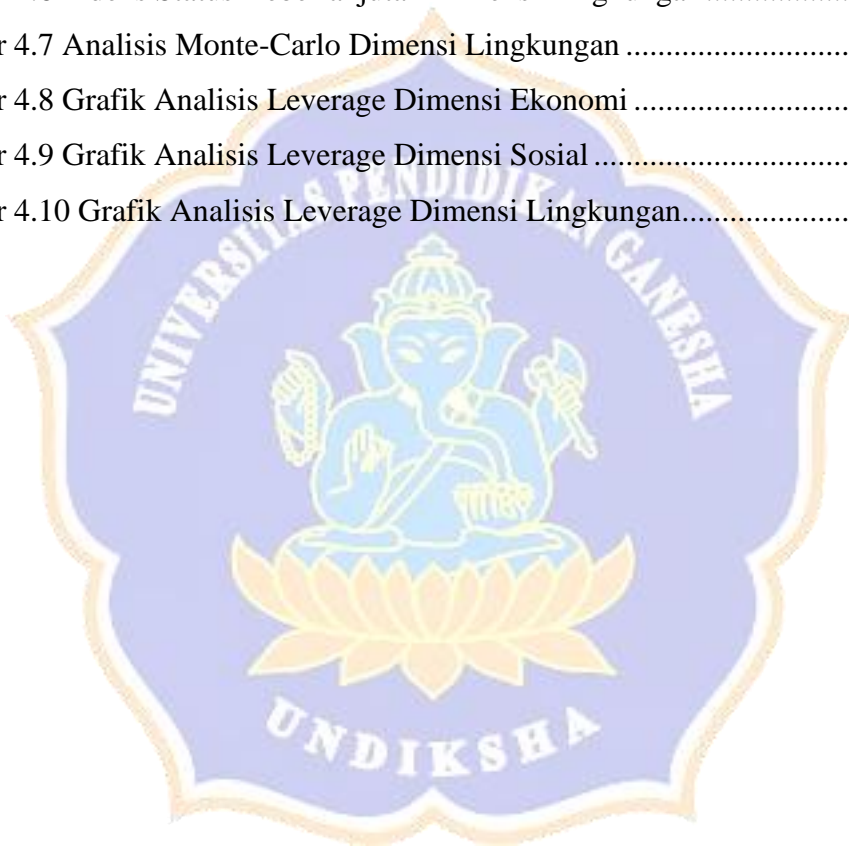 r 4.7 Analisis Monte-Carlo Dimensi Lingkungan ............................
r 4.8 Grafik Analisis Leverage Dimensi Ekonomi ...........................
r 4.9 Grafik Analisis Leverage Dimensi Sosial ................................
r 4.10 Grafik Analisis Leverage Dimensi Lingkungan.....................
UNIVERSITAS PENDIDIKAN GANESHA
UNDIKSHA